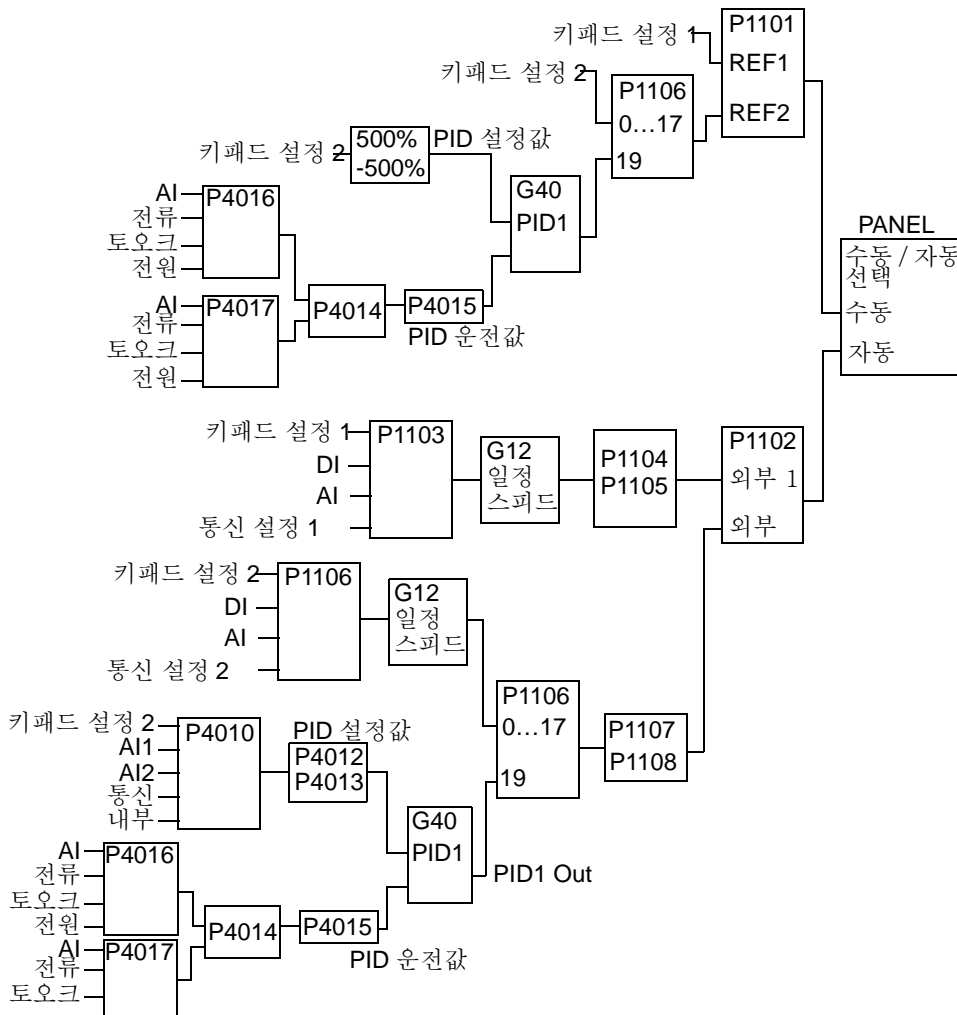 키패드 설정 1
P1101
REF1
REF2
키패드 설정 2
P1106
0...17
19
키패드 설정 2
500%
-500%
PID 설정값
G40
PID1
AI
전류
토오크
전원
P4016
AI
전류
토오크
전원
P4017
P4014
P4015
PID 운전값
PANEL
수동 / 자동
선택
수동
자동
키패드 설정 1
DI
AI
통신 설정 1
P1103
G12
일정
스피드
P1104
P1105
P1102
외부 1
외부
키패드 설정 2
DI
AI
통신 설정 2
P1106
G12
일정
스피드
P1106
0...17
19
P1107
P1108
키패드 설정 2
AI1
AI2
통신
내부
P4010
PID 설정값
P4012
P4013
G40
PID1
PID1 Out
AI
전류
토오크
전원
P4016
AI
전류
토오크
P4017
P4014
P4015
PID 운전값